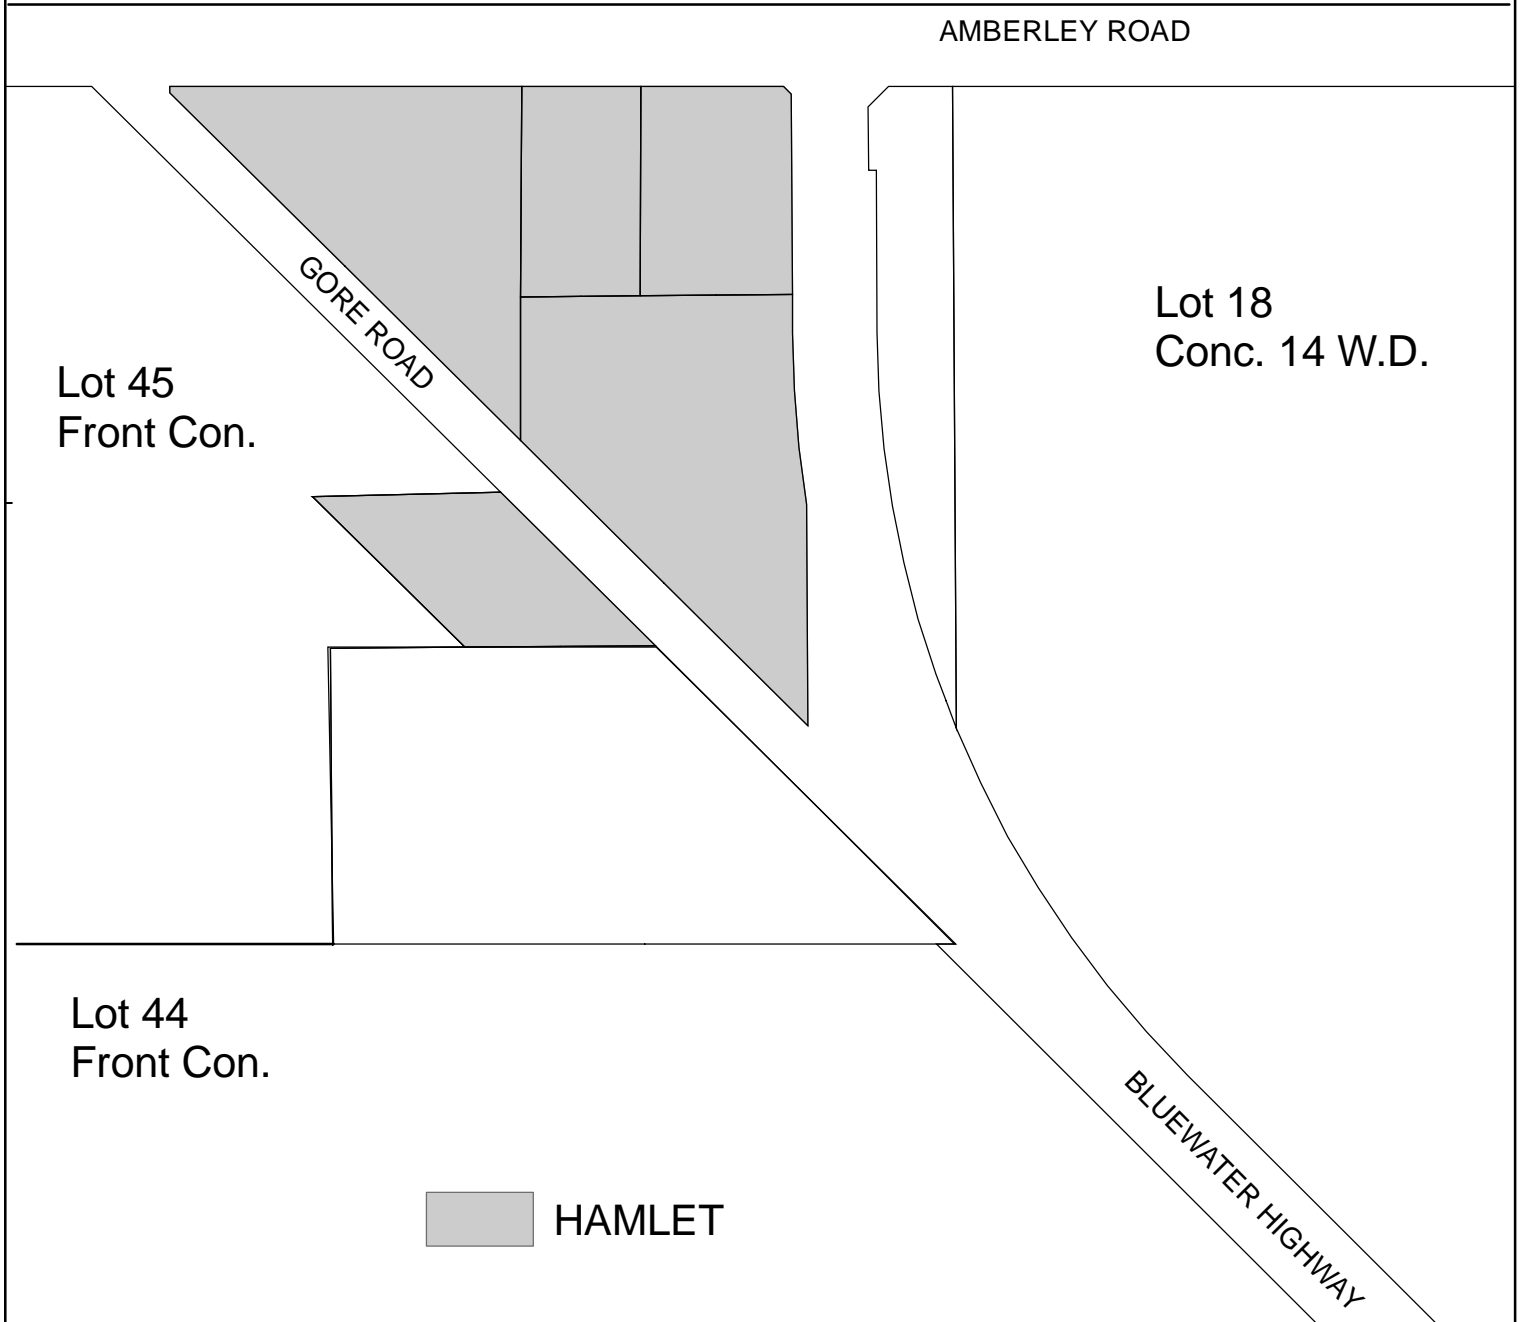 AMBERLEY ROAD
GORE ROAD
Lot 18
Conc. 14 W.D.
Lot 45
Front Con.
Lot 44
Front Con.
BLUEWATER HIGHWAY
HAMLET